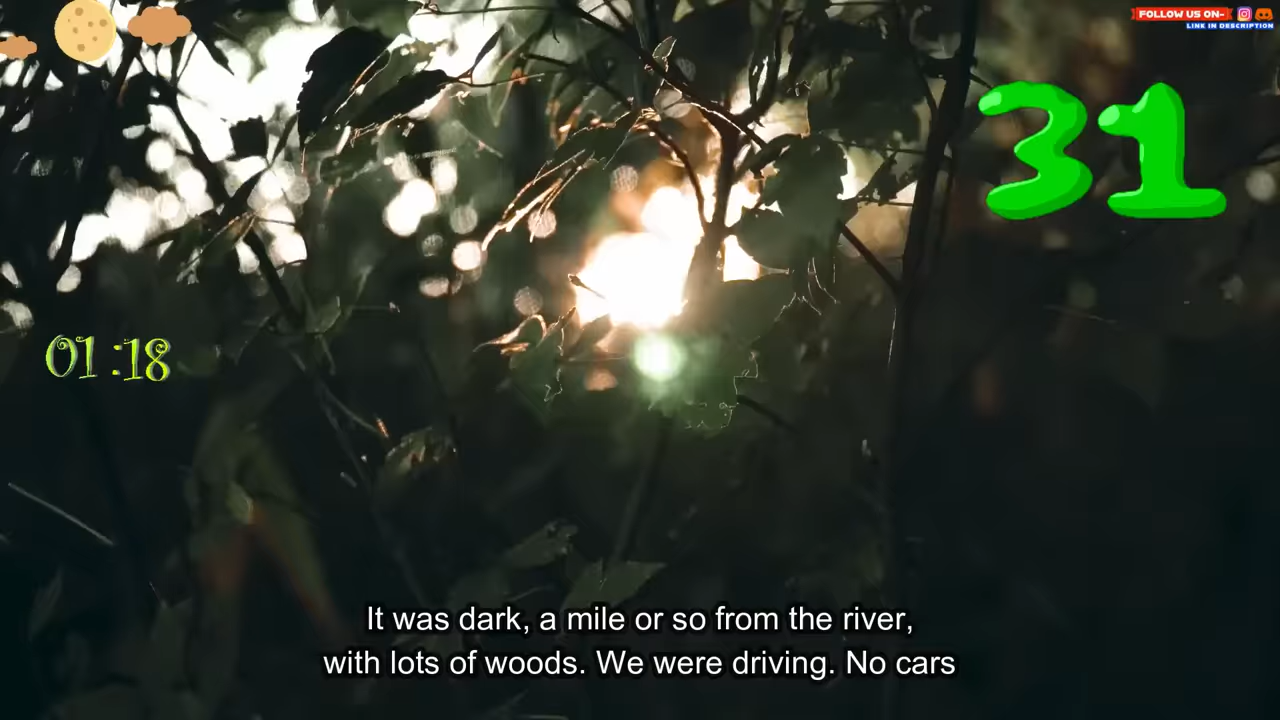 FOLLOW US ON-
LINK IN DESCRIPTION
31
01:18
It was dark, a mile or so from the river,
with lots of woods. We were driving. No cars